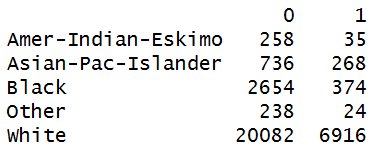 0 1
Amer-Indian-Eskimo 258 35
Asian-Pac-Islander 736 268
Black 2654 374
Other 238 24
White 20082 6916